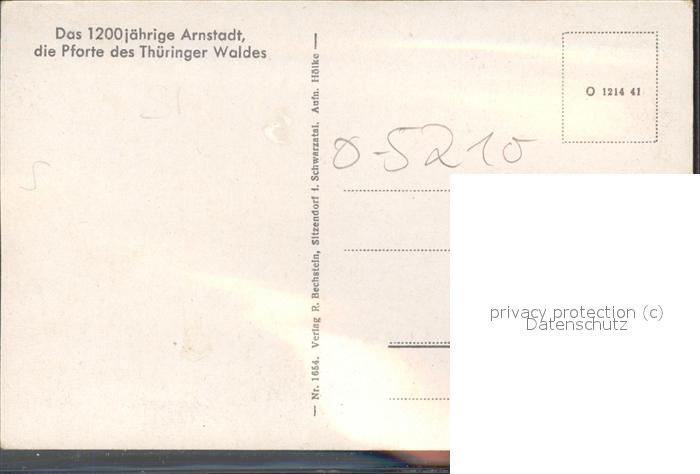 Das 1200jährige Arnstadt,
die Pforte des Thüringer Waldes
Nr. 1654. Verlag R. Bechstein, Sitzendorf i. Schwarzatal. Aufn. Hölke
O 1214 41
O-5210
privacy protection (c)
Datenschutz